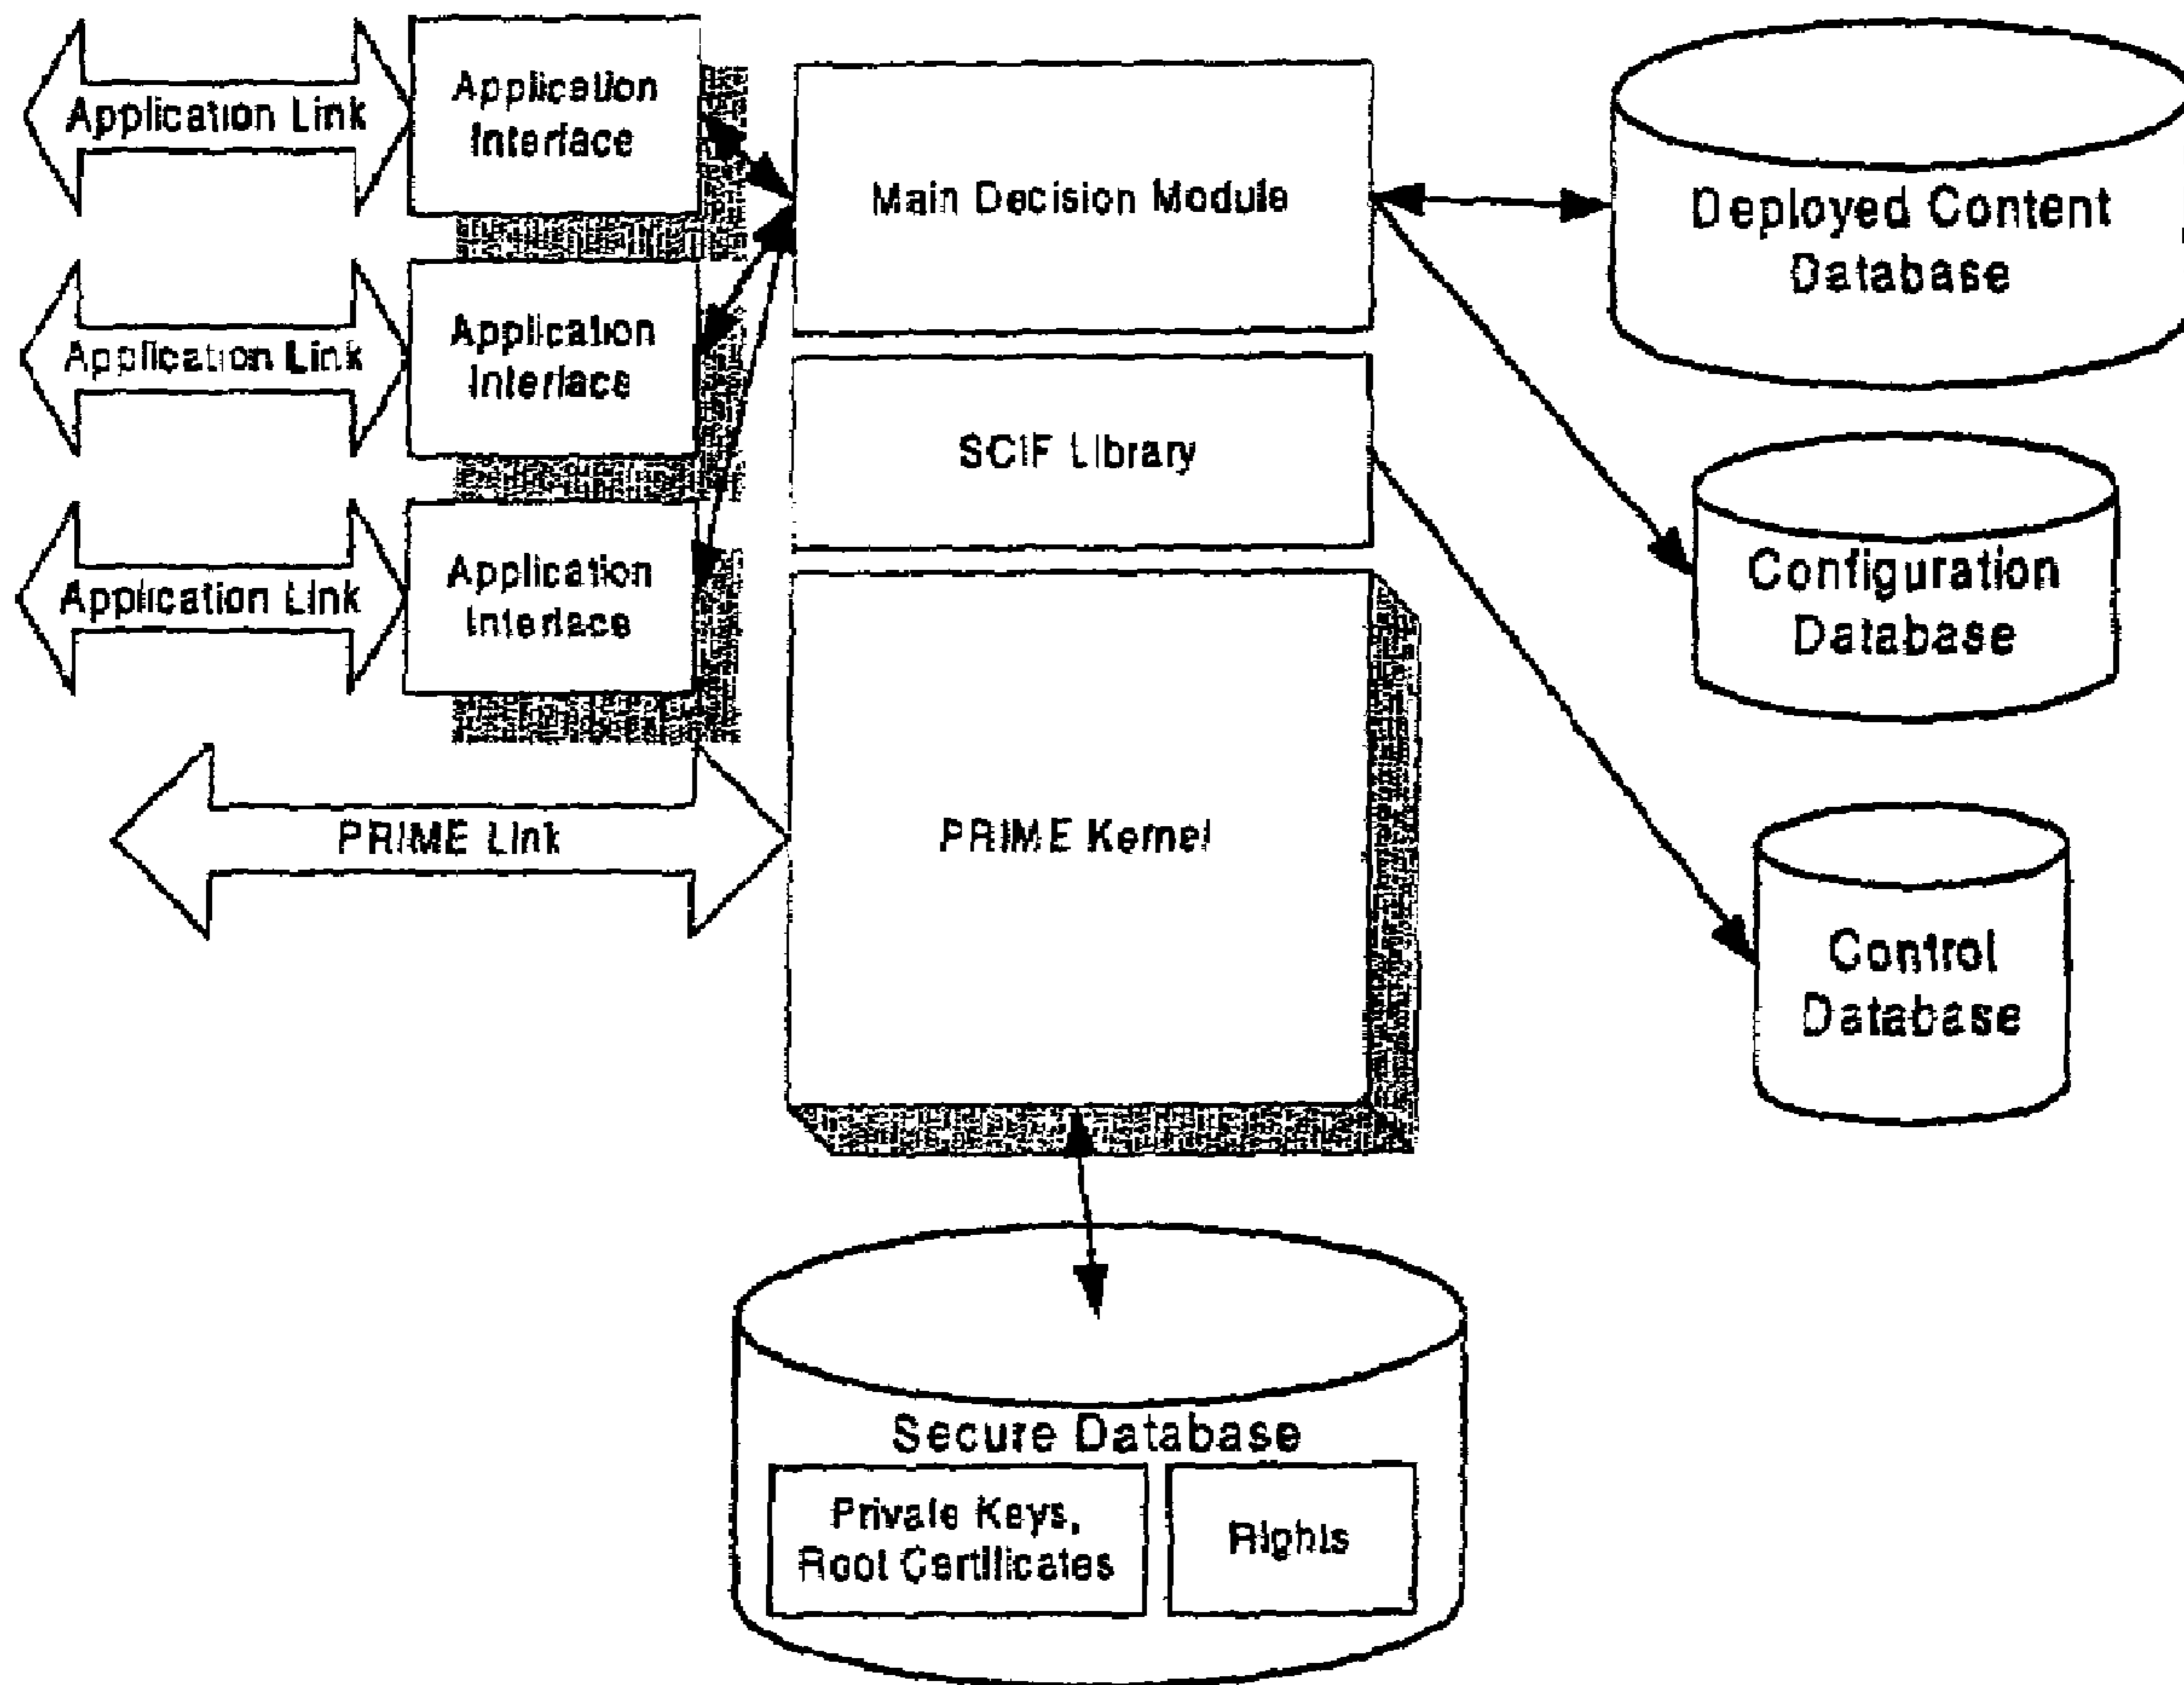 Application Link
Application
Interface
Main Decision Module
Deployed Content
Database
Application Link
Application
Interface
SCIF Library
Configuration
Database
Application Link
Application
Interface
PRIME Link
PRIME Kernel
Control
Database
Secure Database
Private Keys,
Root Certificates
Rights